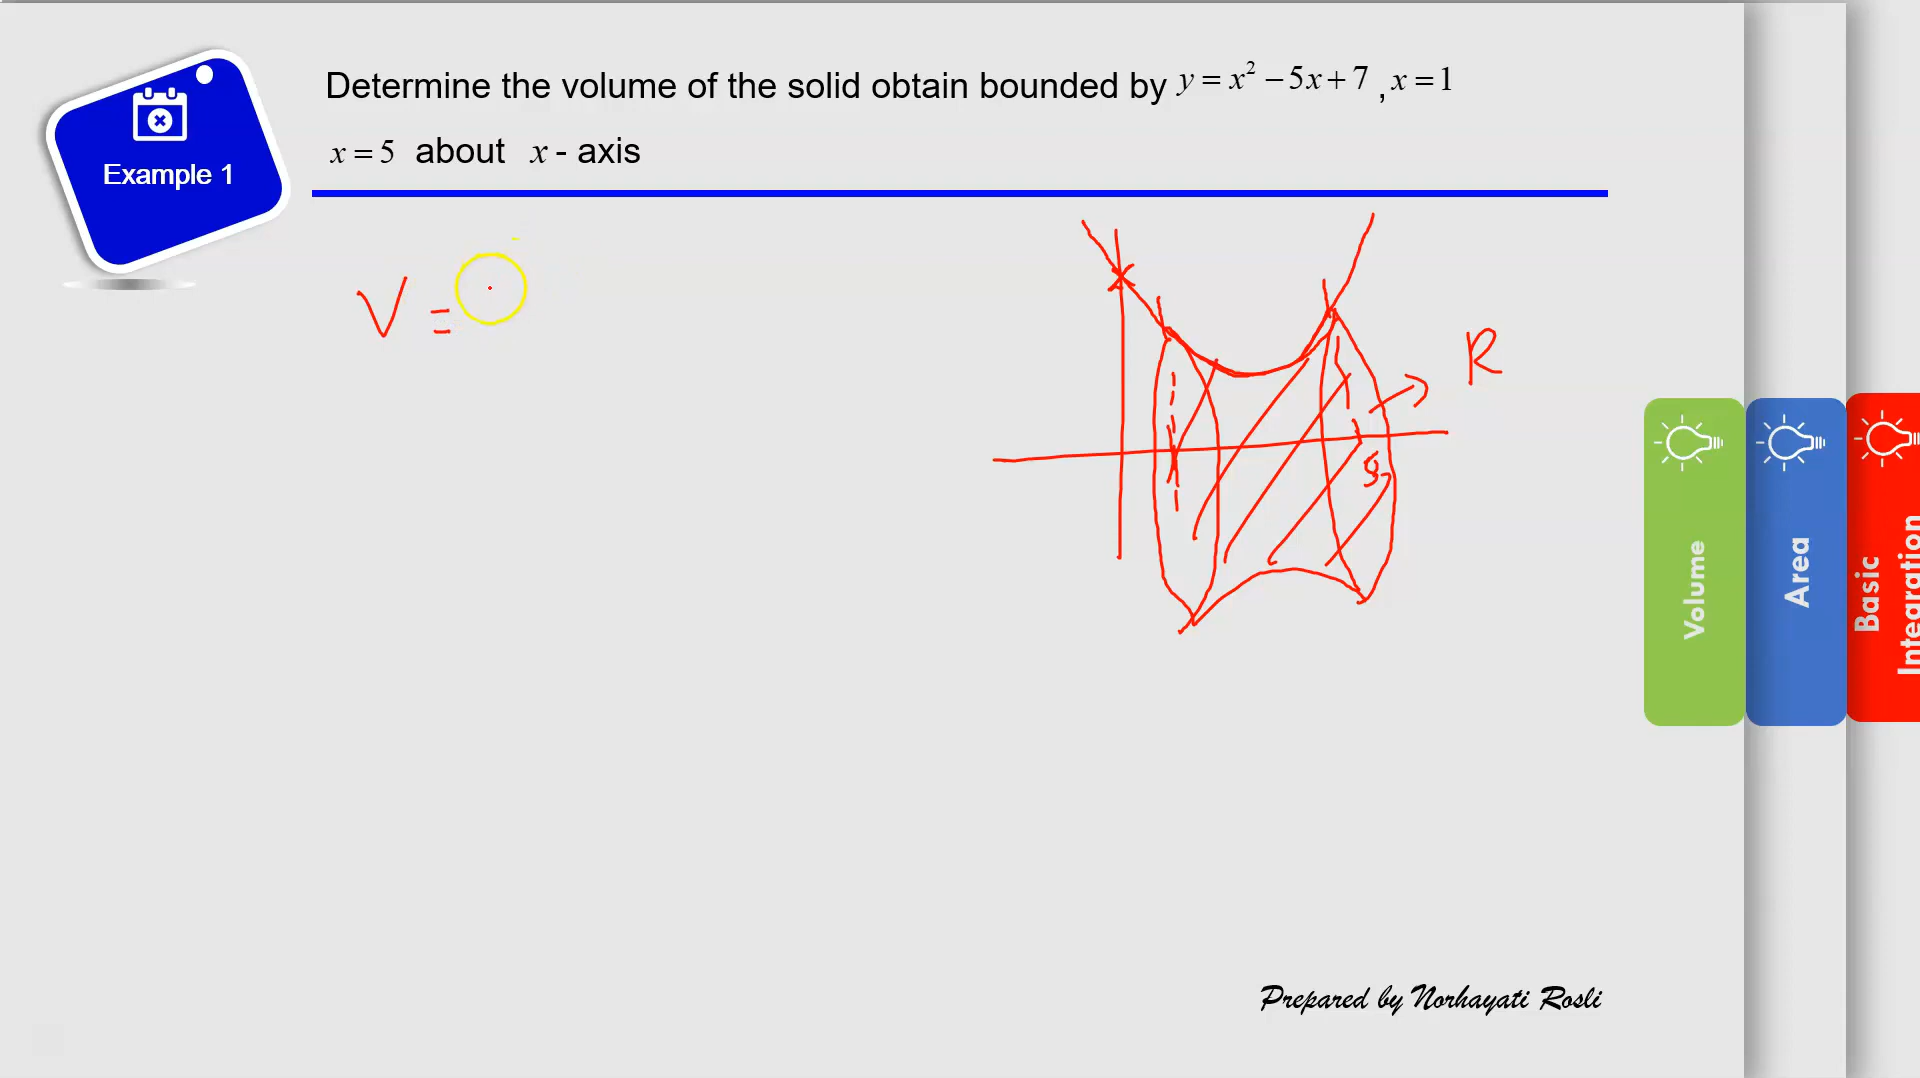 Determine the volume of the solid obtain bounded by y = x² − 5x + 7 , x = 1
x = 5 about x - axis
Example 1
V =
R
5
Volume
Area
Basic
Integration
Prepared by Norhayati Rosli